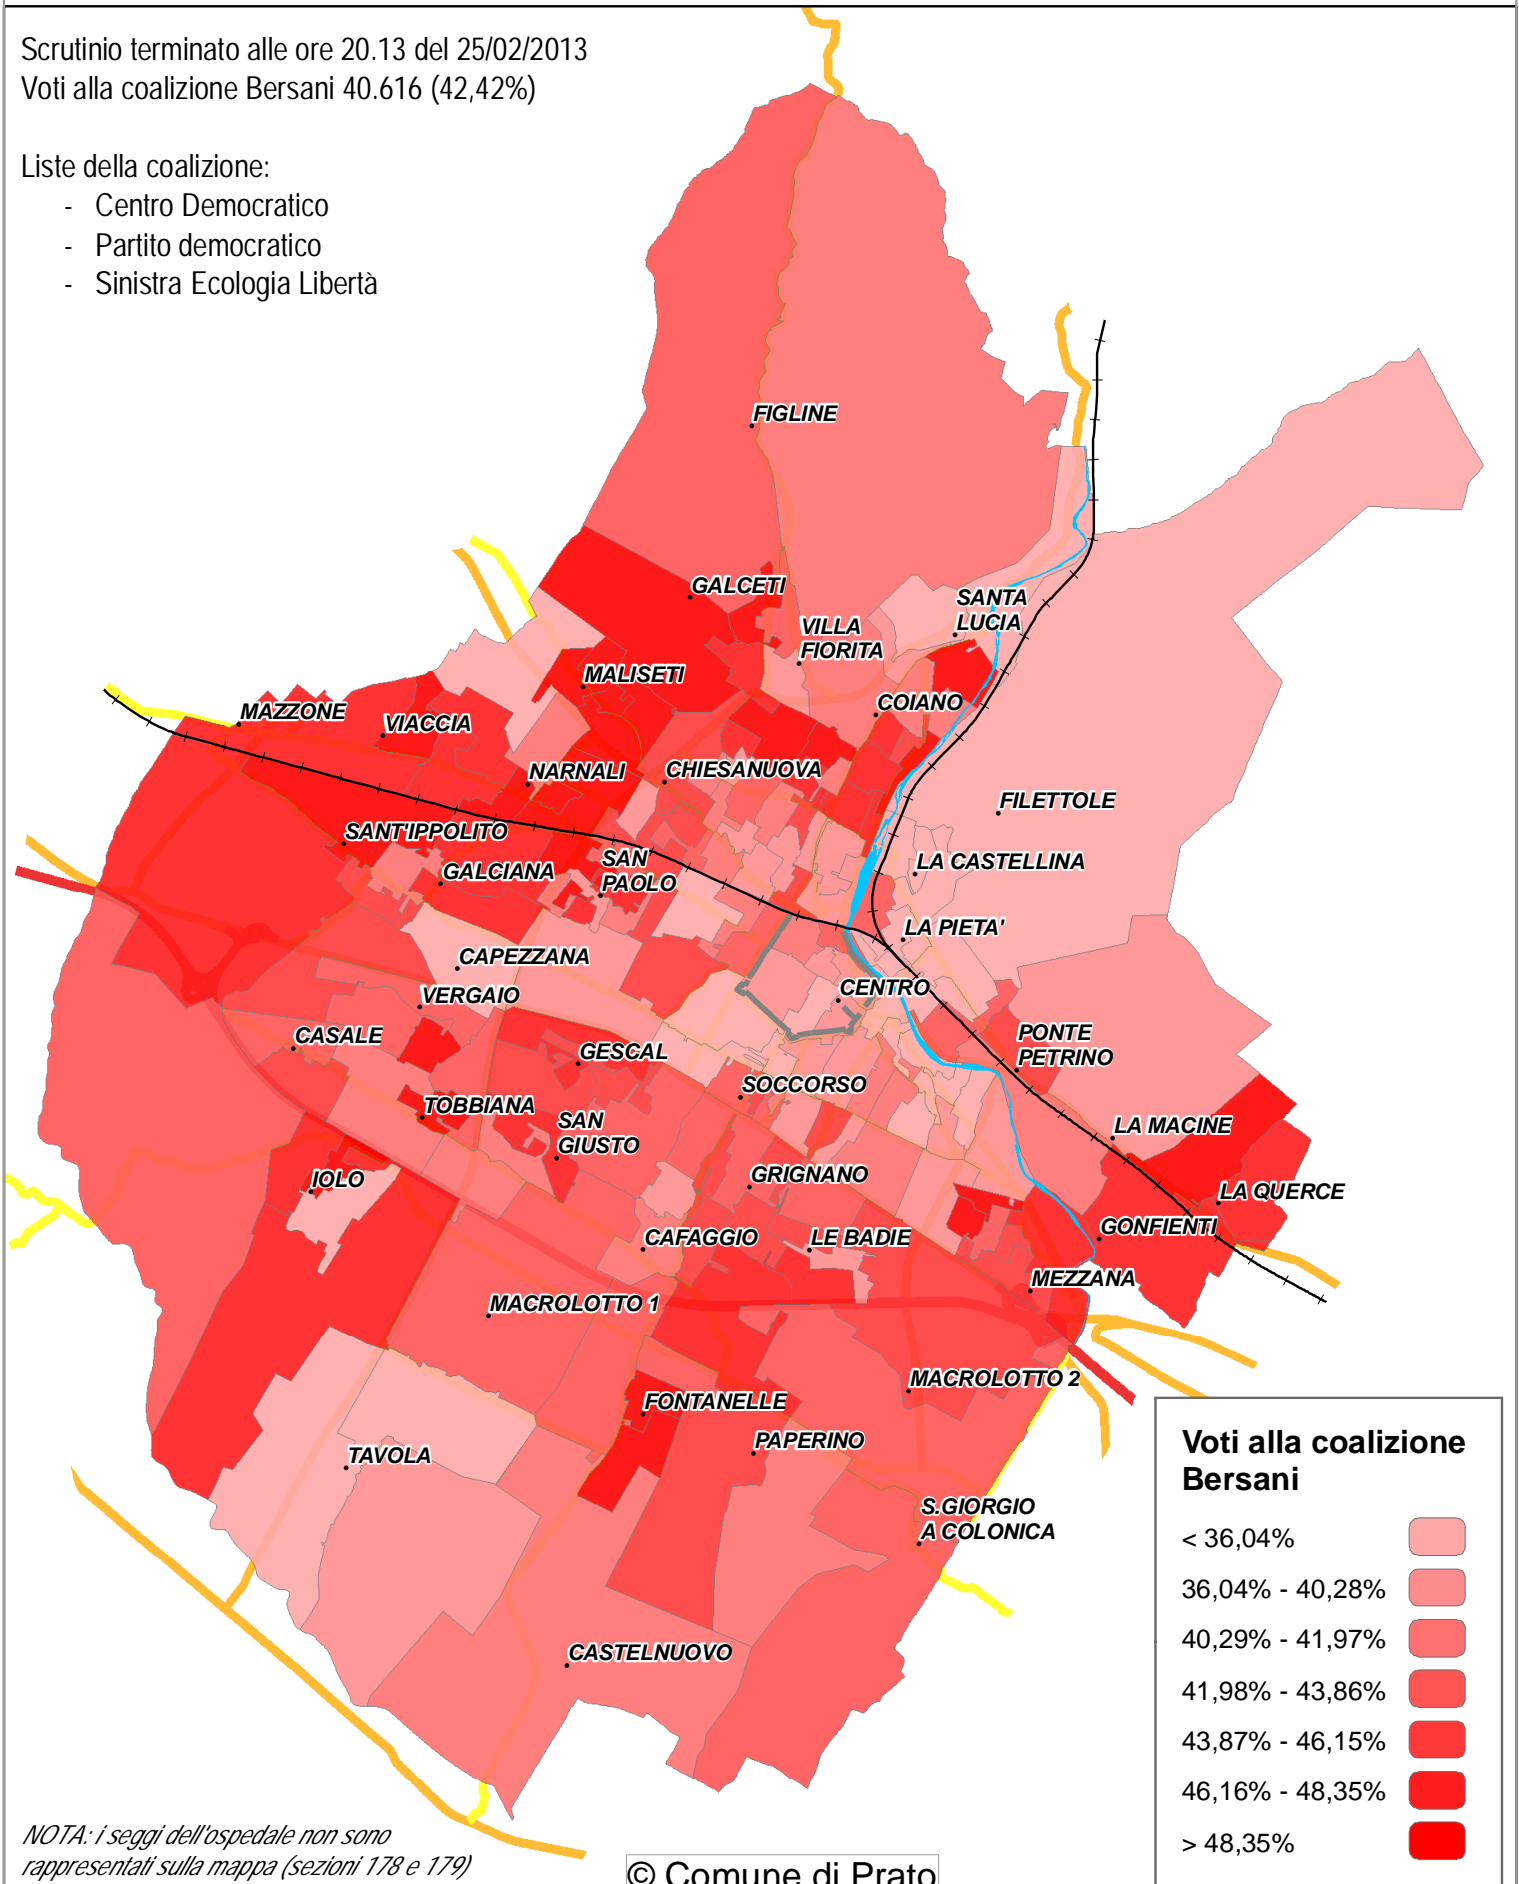 Scrutinio terminato alle ore 20.13 del 25/02/2013
Voti alla coalizione Bersani 40.616 (42,42%)
Liste della coalizione:
- Centro Democratico
- Partito democratico
- Sinistra Ecologia Libertà
FIGLINE
GALCETI
SANTA
LUCIA
VILLA
FIORITA
MALISETI
COIANO
MAZZONE
VIACCIA
NARNALI
CHIESANUOVA
FILETTOLE
SANT'IPPOLITO
GALCIANA
SAN
PAOLO
LA CASTELLINA
LA PIETA'
CAPEZZANA
VERGAIO
CENTRO
CASALE
GESCAL
PONTE
PETRINO
SOCCORSO
TOBBIANA
SAN
GIUSTO
LA MACINE
IOLO
GRIGNANO
LA QUERCE
CAFAGGIO
LE BADIE
GONFIENTI
MEZZANA
MACROLOTTO 1
MACROLOTTO 2
FONTANELLE
PAPERINO
TAVOLA
S.GIORGIO
A COLONICA
CASTELNUOVO
Voti alla coalizione
Bersani
< 36,04%
36,04% - 40,28%
40,29% - 41,97%
41,98% - 43,86%
43,87% - 46,15%
46,16% - 48,35%
> 48,35%
NOTA: i seggi dell'ospedale non sono
rappresentati sulla mappa (sezioni 178 e 179)
© Comune di Prato